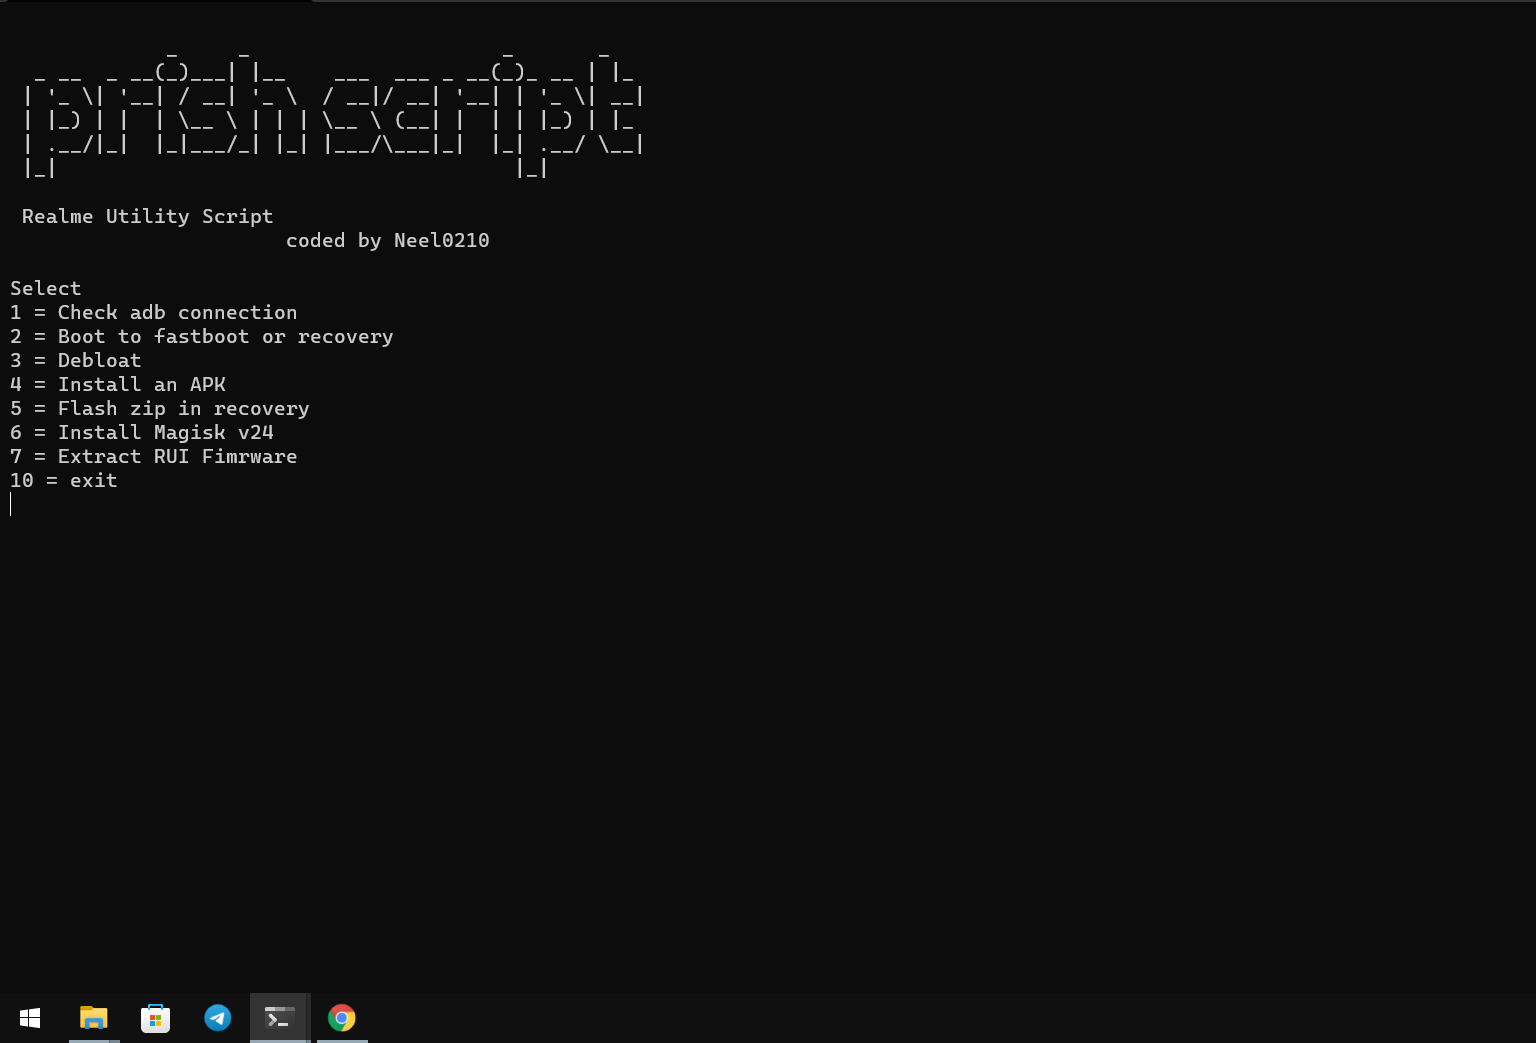 prish script
Realme Utility Script
coded by Neel0210
Select
1 = Check adb connection
2 = Boot to fastboot or recovery
3 = Debloat
4 = Install an APK
5 = Flash zip in recovery
6 = Install Magisk v24
7 = Extract RUI Fimrware
10 = exit